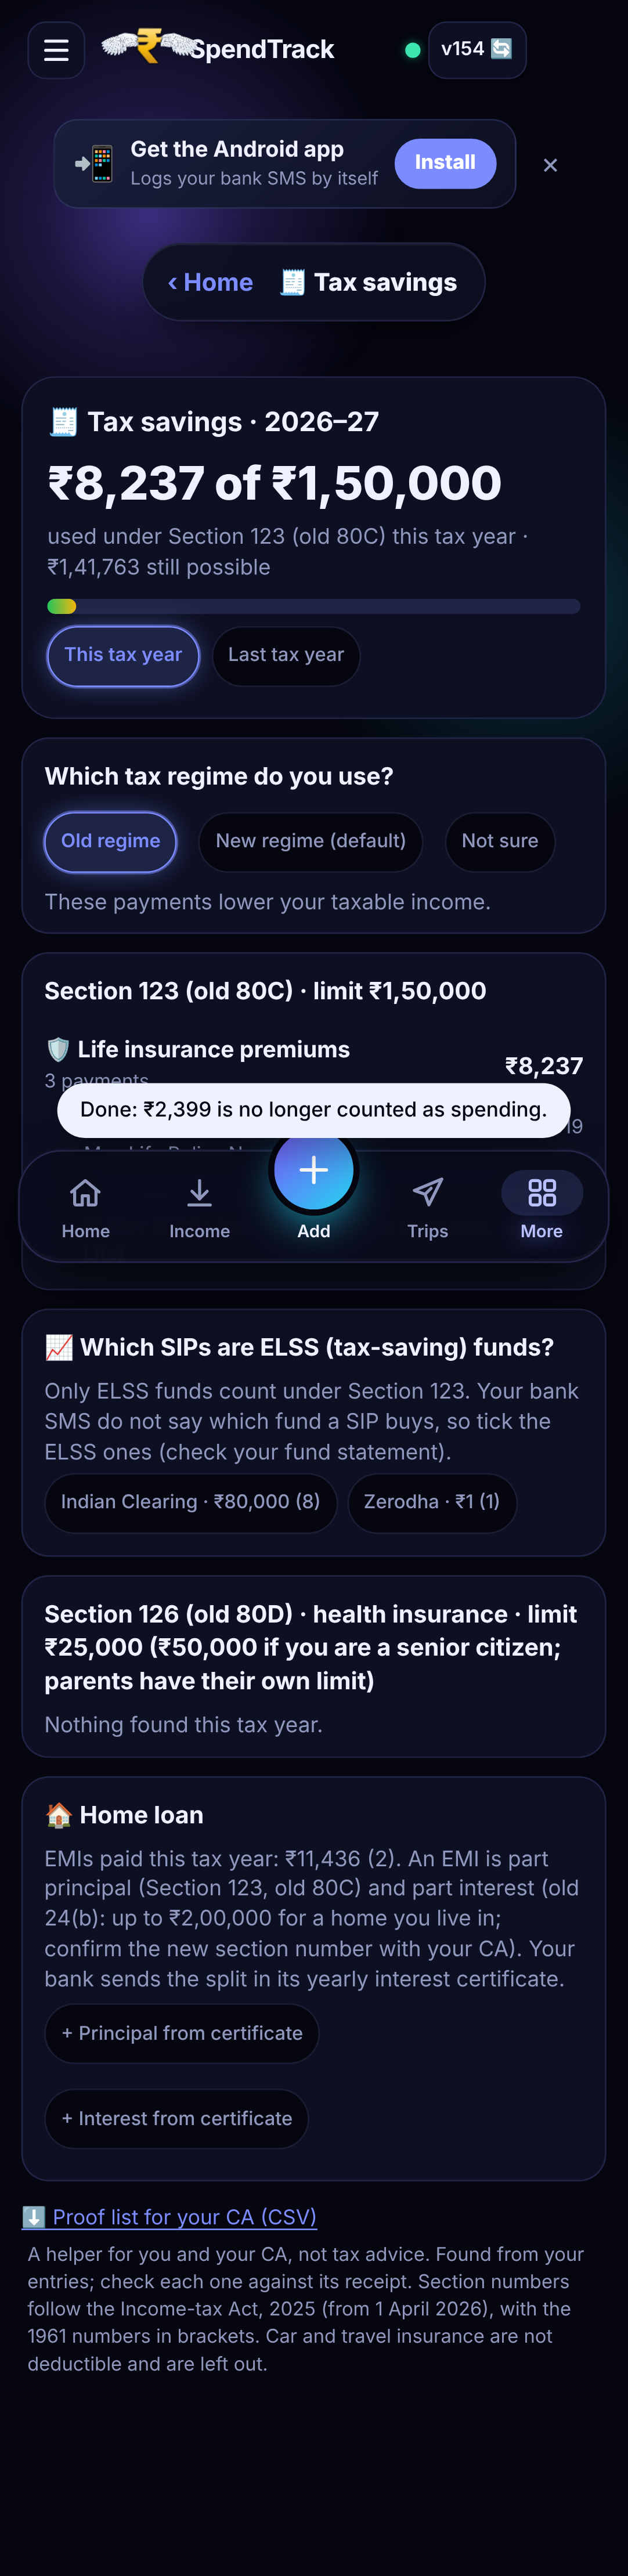 SpendTrack
v154
Get the Android app
Logs your bank SMS by itself
Install
×
‹ Home
Tax savings
Tax savings · 2026–27
₹8,237 of ₹1,50,000
used under Section 123 (old 80C) this tax year ·
₹1,41,763 still possible
This tax year
Last tax year
Which tax regime do you use?
Old regime
New regime (default)
Not sure
These payments lower your taxable income.
Section 123 (old 80C) · limit ₹1,50,000
Life insurance premiums
₹8,237
3 payments
Done: ₹2,399 is no longer counted as spending.
Home
Income
Add
Trips
More
Which SIPs are ELSS (tax-saving) funds?
Only ELSS funds count under Section 123. Your bank
SMS do not say which fund a SIP buys, so tick the
ELSS ones (check your fund statement).
Indian Clearing · ₹80,000 (8)
Zerodha · ₹1 (1)
Section 126 (old 80D) · health insurance · limit
₹25,000 (₹50,000 if you are a senior citizen;
parents have their own limit)
Nothing found this tax year.
Home loan
EMIs paid this tax year: ₹11,436 (2). An EMI is part
principal (Section 123, old 80C) and part interest (old
24(b): up to ₹2,00,000 for a home you live in;
confirm the new section number with your CA). Your
bank sends the split in its yearly interest certificate.
+ Principal from certificate
+ Interest from certificate
Proof list for your CA (CSV)
A helper for you and your CA, not tax advice. Found from your
entries; check each one against its receipt. Section numbers
follow the Income-tax Act, 2025 (from 1 April 2026), with the
1961 numbers in brackets. Car and travel insurance are not
deductible and are left out.